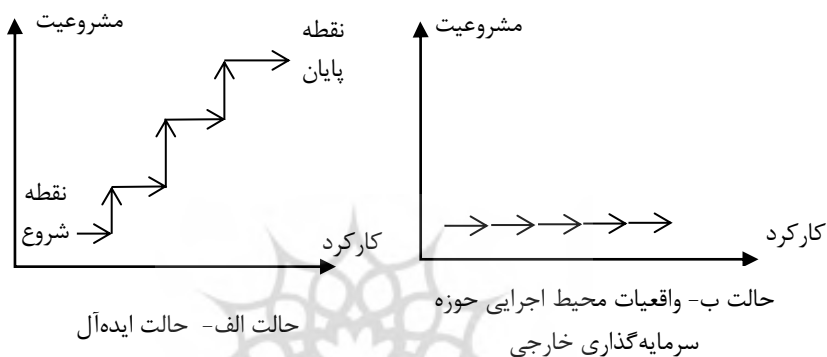 مشروعیت
نقطه
پایان
نقطه
شروع
کارکرد
حالت الف- حالت ایده‌آل
مشروعیت
کارکرد
حالت ب- واقعیات محیط اجرایی حوزه
سرمایه‌گذاری خارجی